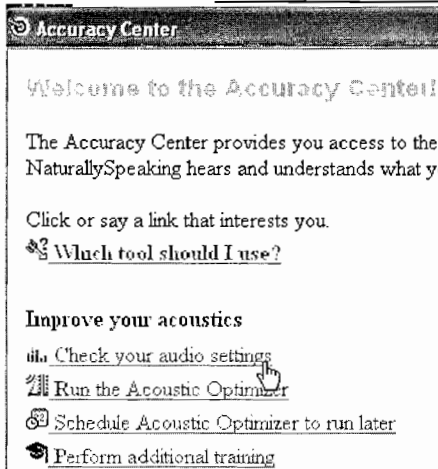 Accuracy Center
Welcome to the Accuracy Center!
The Accuracy Center provides you access to the
NaturallySpeaking hears and understands what y
Click or say a link that interests you.
Which tool should I use?
Improve your acoustics
Check your audio settings
Run the Acoustic Optimizer
Schedule Acoustic Optimizer to run later
Perform additional training